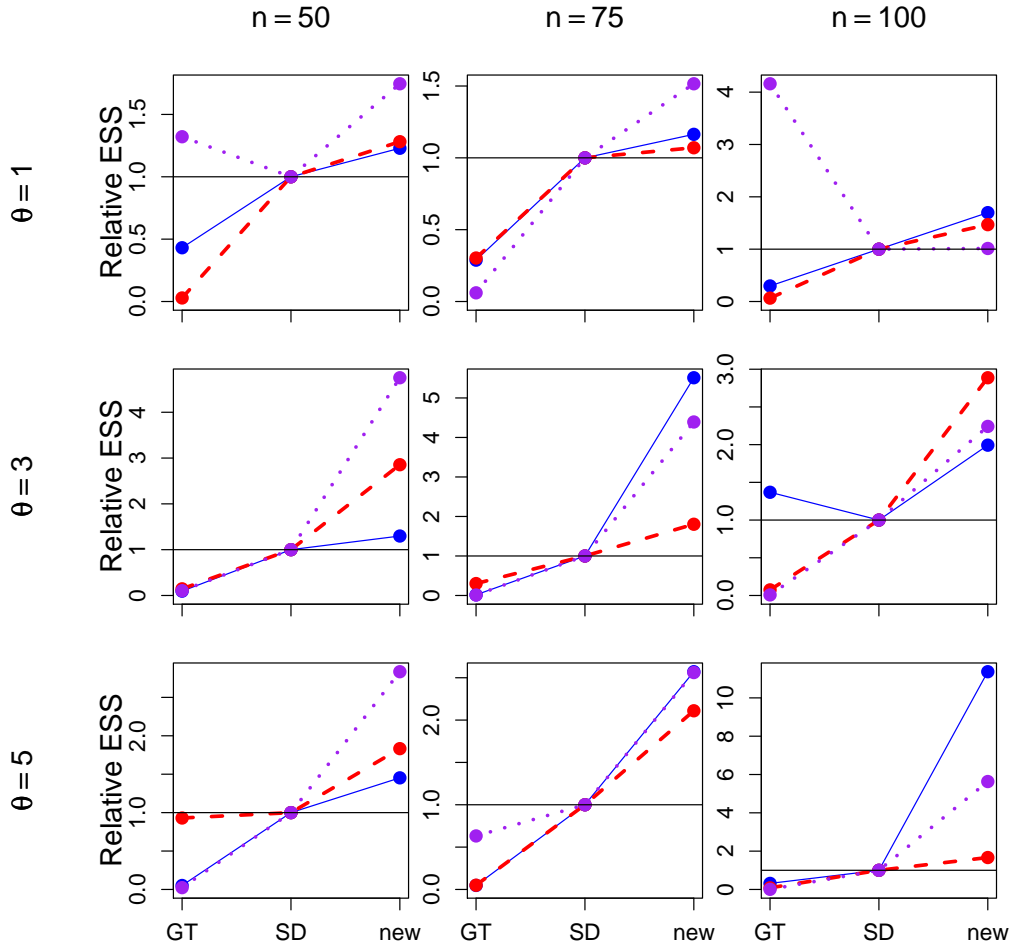 n = 50 n = 75 n = 100
θ = 1
Relative ESS
0.0 0.5 1.0 1.5
0.0 0.5 1.0 1.5
0 1 2 3 4
θ = 3
Relative ESS
0 1 2 3 4
0 1 2 3 4 5
0.0 1.0 2.0 3.0
θ = 5
Relative ESS
0.0 1.0 2.0
0.0 1.0 2.0
0 2 4 6 8 10
GT SD new GT SD new GT SD new